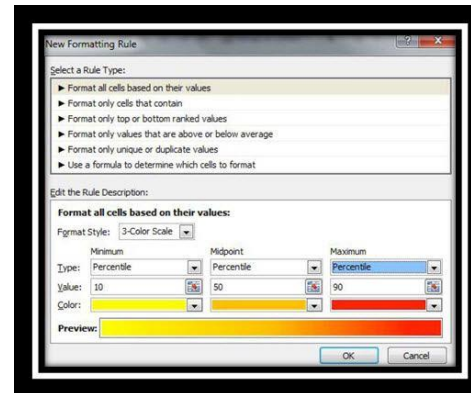 New Formatting Rule
Select a Rule Type:
► Format all cells based on their values
► Format only cells that contain
► Format only top or bottom ranked values
► Format only values that are above or below average
► Format only unique or duplicate values
► Use a formula to determine which cells to format
Edit the Rule Description:
Format all cells based on their values:
Format Style: 3-Color Scale
Minimum Midpoint Maximum
Type: Percentile Percentile Percentile
Value: 10 50 90
Color:
Preview:
OK Cancel